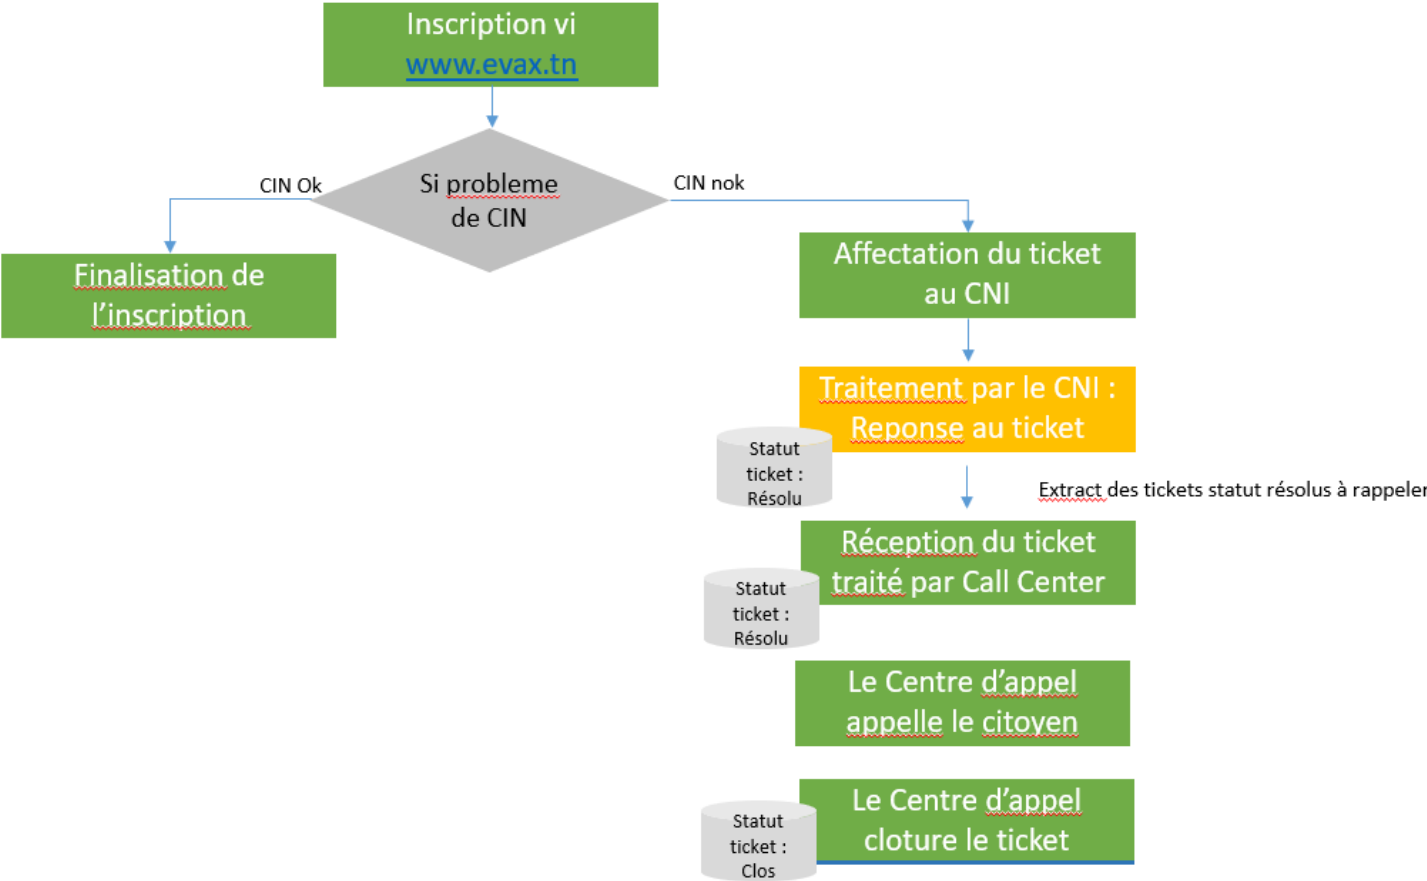 Inscription vi
www.evax.tn
CIN Ok
Si probleme
de CIN
CIN nok
Finalisation de
l’inscription
Affectation du ticket
au CNI
Traitement par le CNI :
Reponse au ticket
Statut
ticket :
Résolu
Extract des tickets statut résolus à rappeler
Réception du ticket
traité par Call Center
Statut
ticket :
Résolu
Le Centre d’appel
appelle le citoyen
Le Centre d’appel
cloture le ticket
Statut
ticket :
Clos